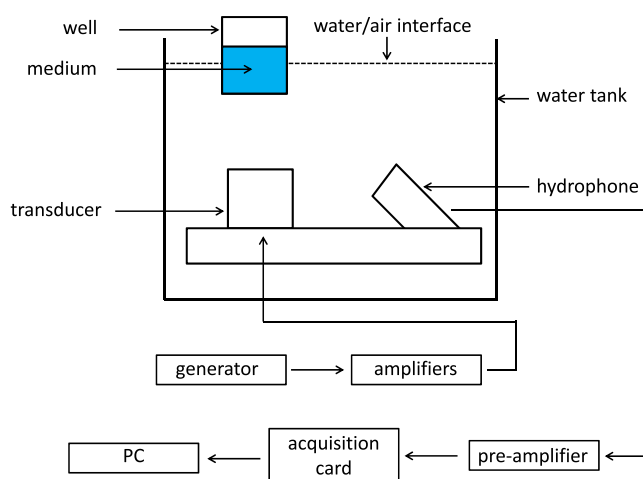 well
water/air interface
medium
water tank
hydrophone
transducer
generator
amplifiers
PC
acquisition
card
pre-amplifier